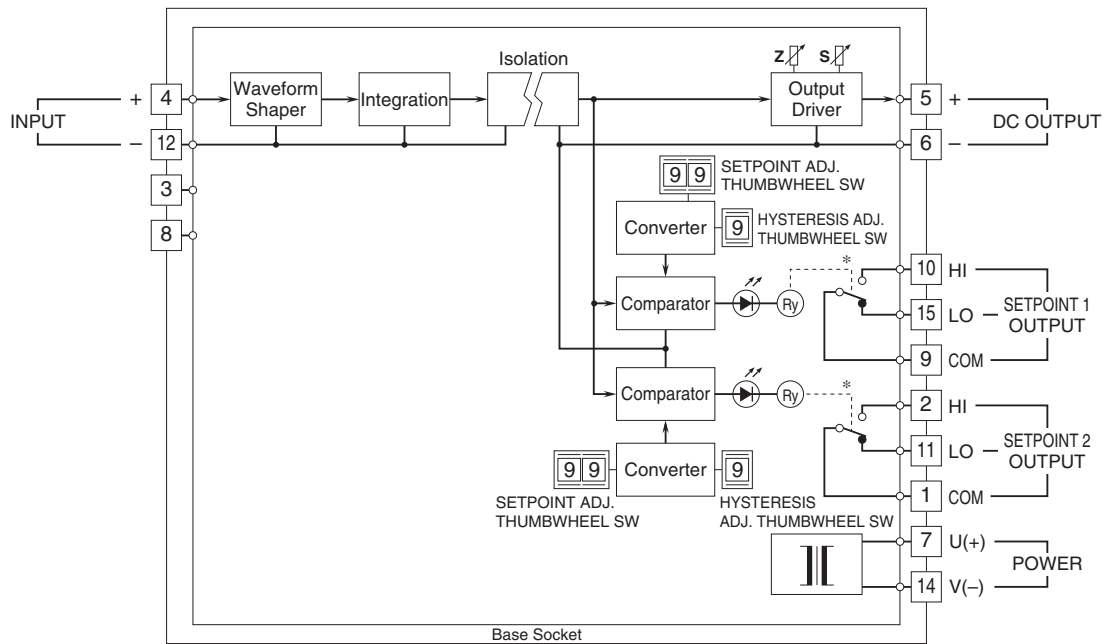 Isolation
Z
S
+
4
Waveform
Shaper
Integration
Output
Driver
5
+
INPUT
DC OUTPUT
–
12
6
–
3
8
9 9
SETPOINT ADJ.
THUMBWHEEL SW
Converter
9
HYSTERESIS ADJ.
THUMBWHEEL SW
*
10
HI
Comparator
Ry
15
LO
SETPOINT 1
OUTPUT
9
COM
*
Comparator
Ry
2
HI
11
LO
SETPOINT 2
OUTPUT
9 9
Converter
9
1
COM
SETPOINT ADJ.
THUMBWHEEL SW
HYSTERESIS
ADJ. THUMBWHEEL SW
7
U(+)
POWER
14
V(–)
Base Socket